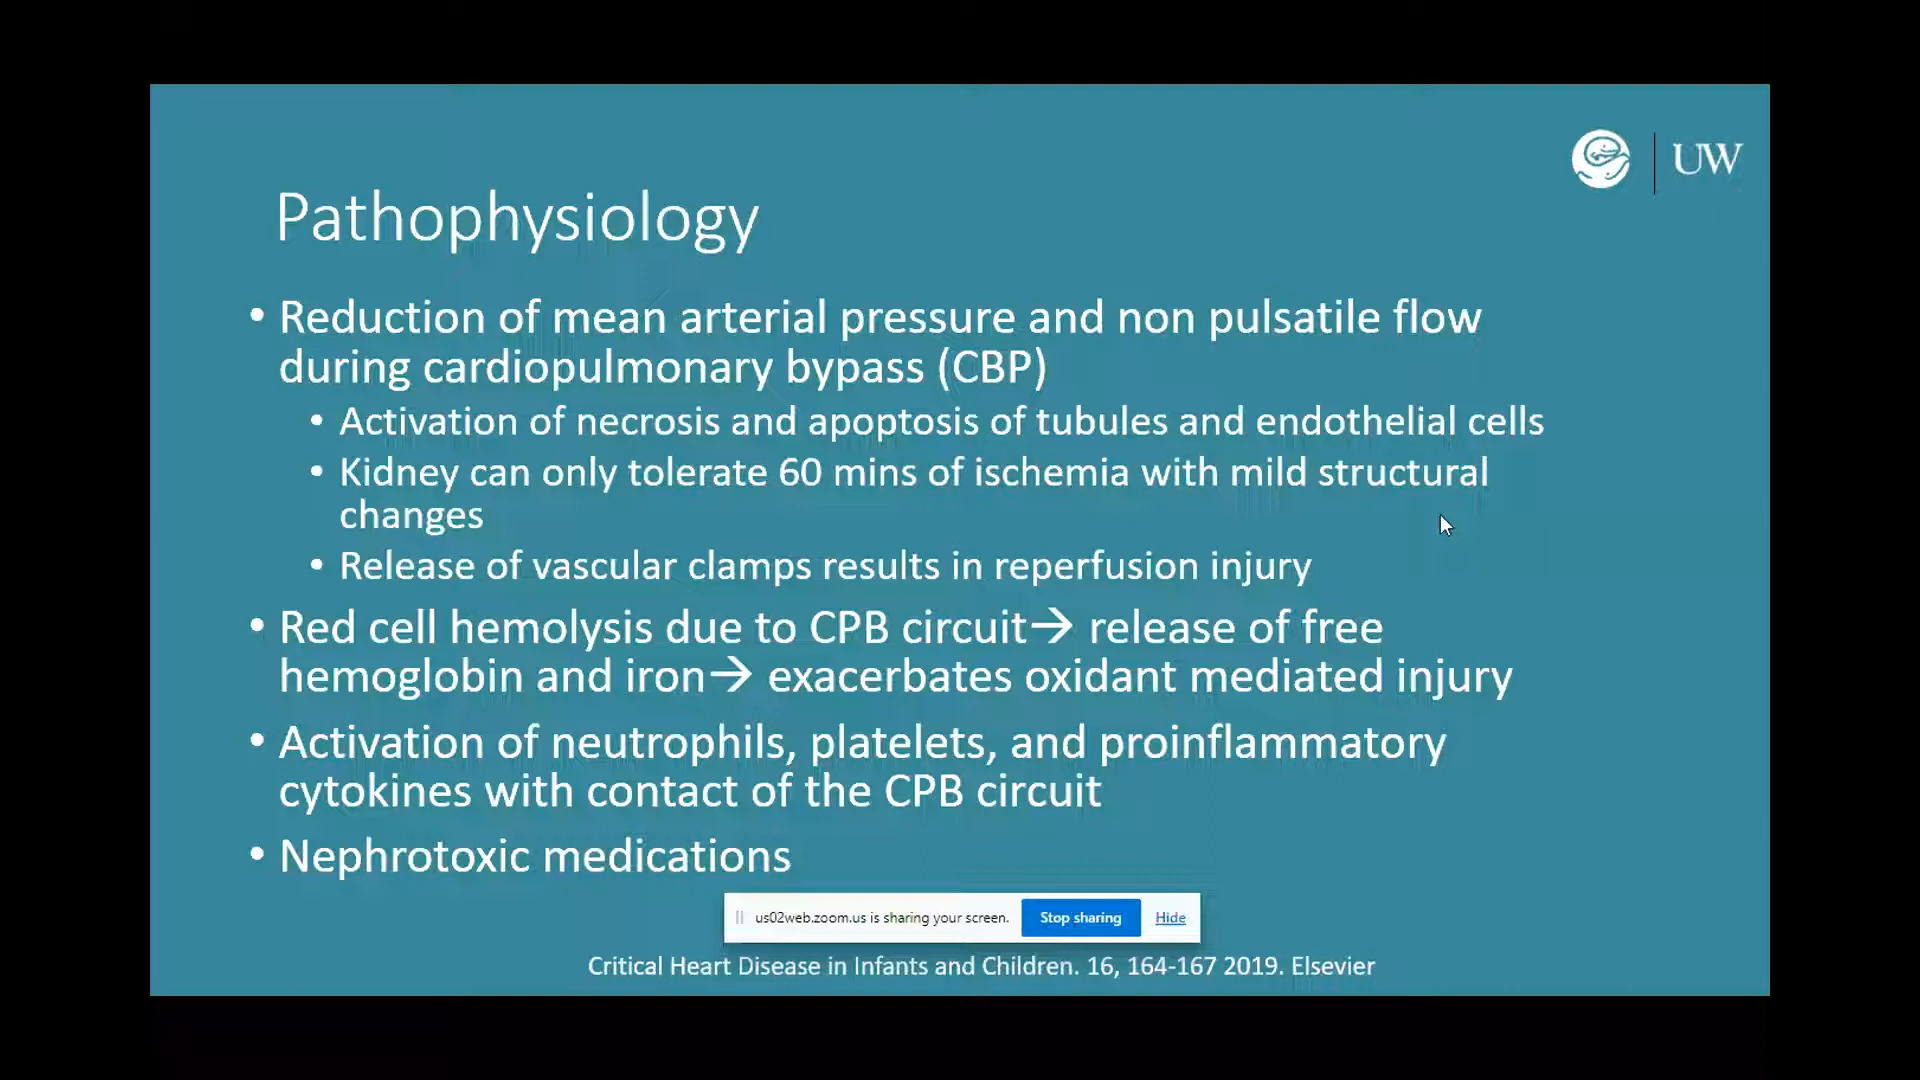 UW
Pathophysiology
• Reduction of mean arterial pressure and non pulsatile flow
during cardiopulmonary bypass (CBP)
• Activation of necrosis and apoptosis of tubules and endothelial cells
• Kidney can only tolerate 60 mins of ischemia with mild structural
changes
• Release of vascular clamps results in reperfusion injury
• Red cell hemolysis due to CPB circuit→ release of free
hemoglobin and iron→ exacerbates oxidant mediated injury
• Activation of neutrophils, platelets, and proinflammatory
cytokines with contact of the CPB circuit
• Nephrotoxic medications
us02web.zoom.us is sharing your screen. Stop sharing Hide
Critical Heart Disease in Infants and Children. 16, 164-167 2019. Elsevier